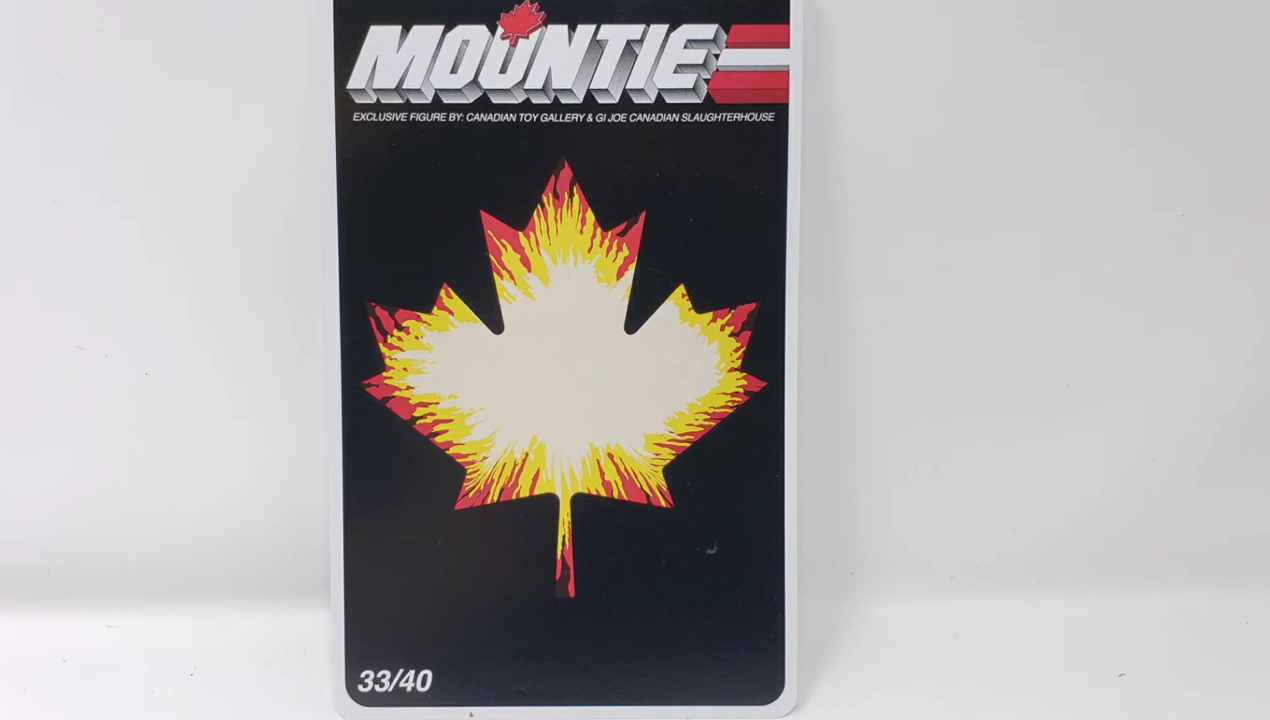 MOUNTIE
EXCLUSIVE FIGURE BY: CANADIAN TOY GALLERY & GI JOE CANADIAN SLAUGHTERHOUSE
33/40